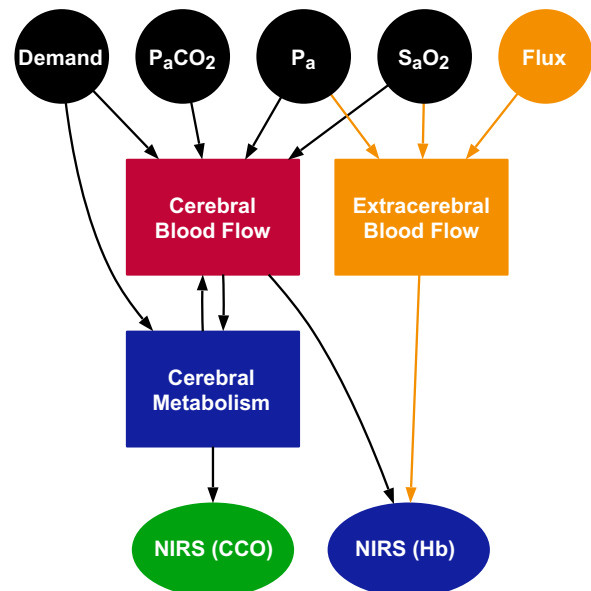 Demand
PaCO2
Pa
SaO2
Flux
Cerebral
Blood Flow
Extracerebral
Blood Flow
Cerebral
Metabolism
NIRS (CCO)
NIRS (Hb)